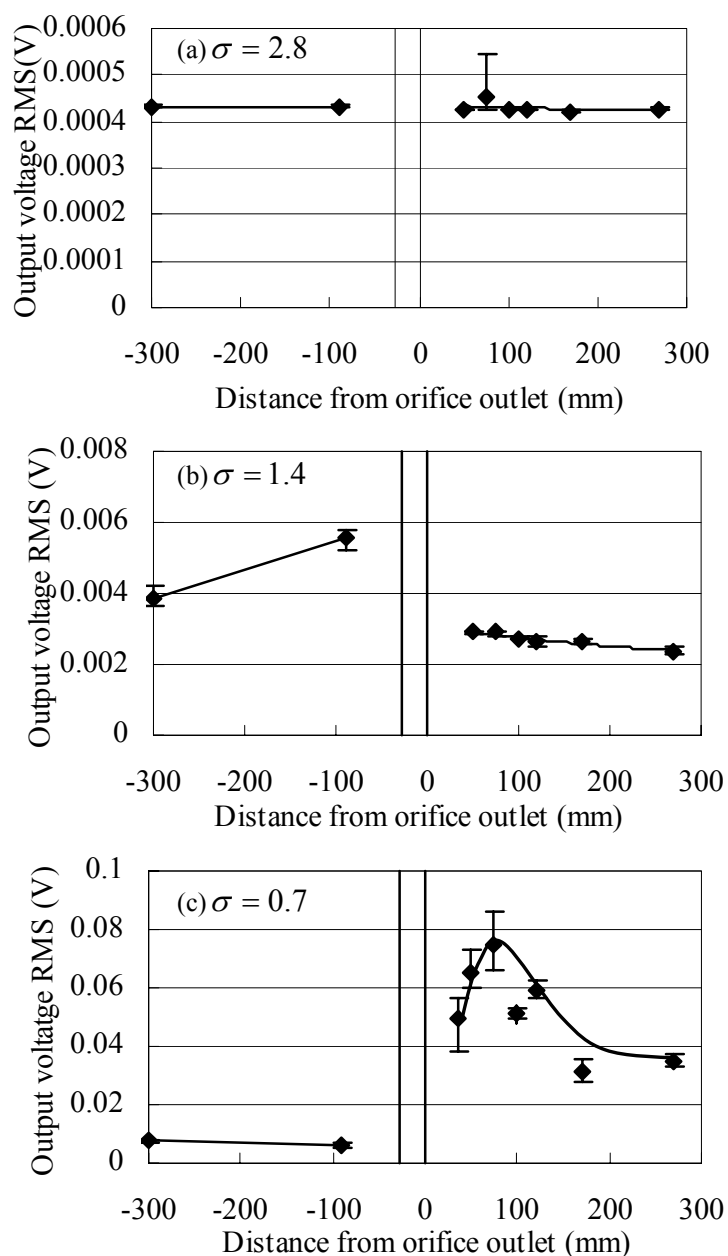 0.0006
(a) σ = 2.8
0.0005
0.0004
0.0003
0.0002
0.0001
0
Output voltage RMS(V)
-300 -200 -100 0 100 200 300
Distance from orifice outlet (mm)
0.008
(b) σ = 1.4
0.006
0.004
0.002
0
Output voltage RMS (V)
-300 -200 -100 0 100 200 300
Distance from orifice outlet (mm)
0.1
(c) σ = 0.7
0.08
0.06
0.04
0.02
0
Output voltatge RMS (V)
-300 -200 -100 0 100 200 300
Distance from orifice outlet (mm)